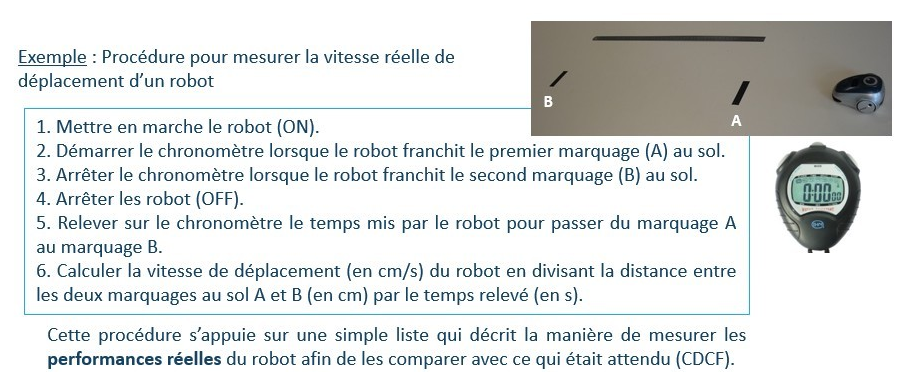 Exemple : Procédure pour mesurer la vitesse réelle de
déplacement d’un robot
B
A
1. Mettre en marche le robot (ON).
2. Démarrer le chronomètre lorsque le robot franchit le premier marquage (A) au sol.
3. Arrêter le chronomètre lorsque le robot franchit le second marquage (B) au sol.
4. Arrêter les robot (OFF).
5. Relever sur le chronomètre le temps mis par le robot pour passer du marquage A
au marquage B.
6. Calculer la vitesse de déplacement (en cm/s) du robot en divisant la distance entre
les deux marquages au sol A et B (en cm) par le temps relevé (en s).
0:00 00
Cette procédure s’appuie sur une simple liste qui décrit la manière de mesurer les
performances réelles du robot afin de les comparer avec ce qui était attendu (CDCF).